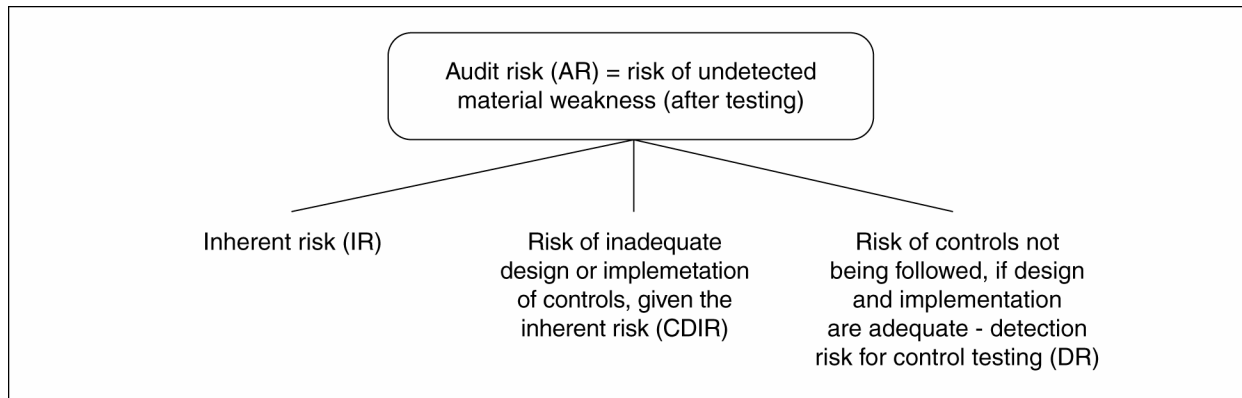 Audit risk (AR) = risk of undetected
material weakness (after testing)
Inherent risk (IR)
Risk of inadequate
design or implemetation
of controls, given the
inherent risk (CDIR)
Risk of controls not
being followed, if design
and implementation
are adequate - detection
risk for control testing (DR)